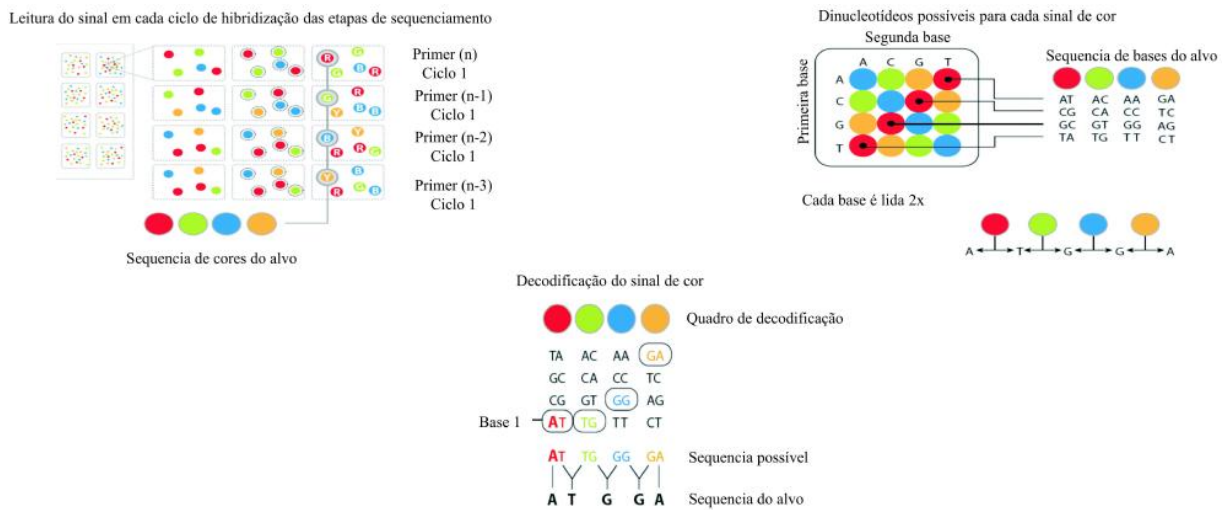 Leitura do sinal em cada ciclo de hibridização das etapas de sequenciamento
R G B R G
Primer (n)
Ciclo 1
G R Y B B
Primer (n-1)
Ciclo 1
B Y R R G
Primer (n-2)
Ciclo 1
Y B G R B
Primer (n-3)
Ciclo 1
Sequencia de cores do alvo
Dinucleotídeos possíveis para cada sinal de cor
Segunda base
A C G T
Primeira base
A
C
G
T
Sequencia de bases do alvo
AT AC AA GA
CG CA CC TC
GC GT GG AG
TA TG TT CT
Cada base é lida 2x
A T G G A
Decodificação do sinal de cor
Quadro de decodificação
TA AC AA GA
GC CA CC TC
CG GT GG AG
Base 1 AT TG TT CT
AT TG GG GA Sequencia possível
A T G G A Sequencia do alvo